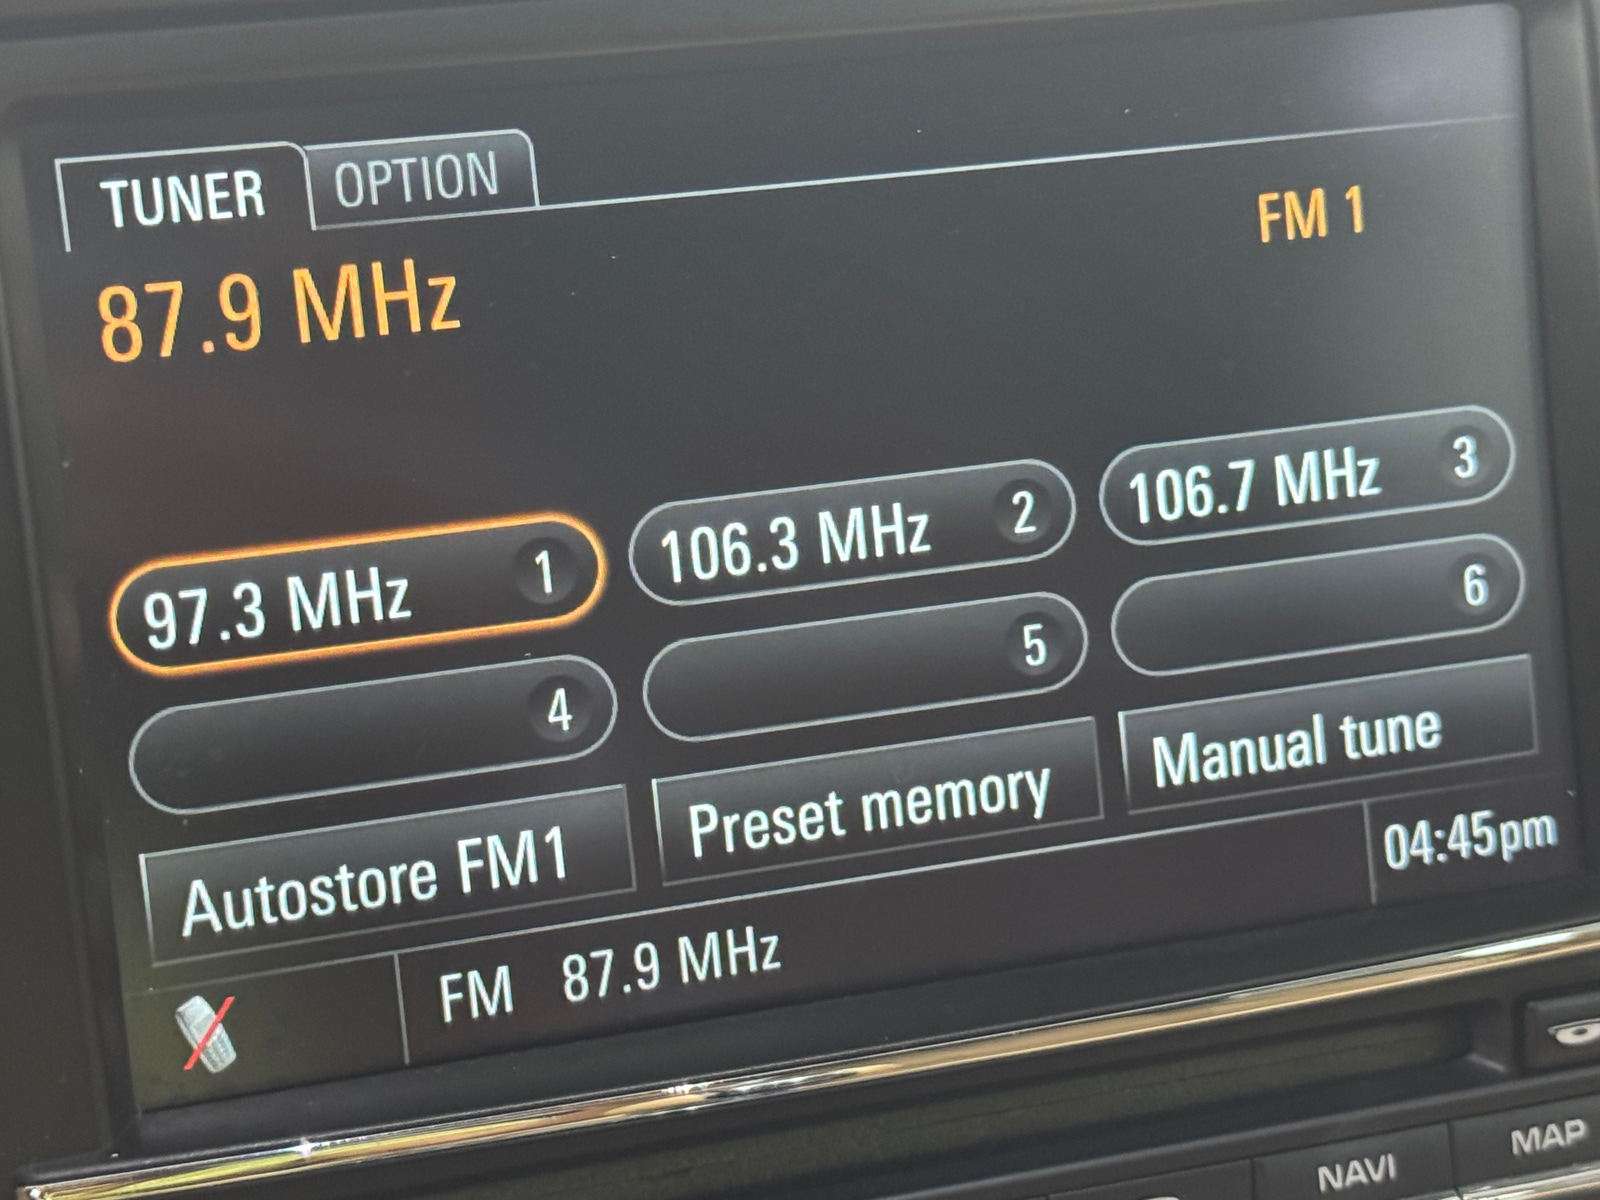 TUNER OPTION
FM 1
87.9 MHz
97.3 MHz 1 106.3 MHz 2 106.7 MHz 3
4 5 6
Autostore FM1 Preset memory Manual tune
FM 87.9 MHz 04:45pm
NAVI MAP